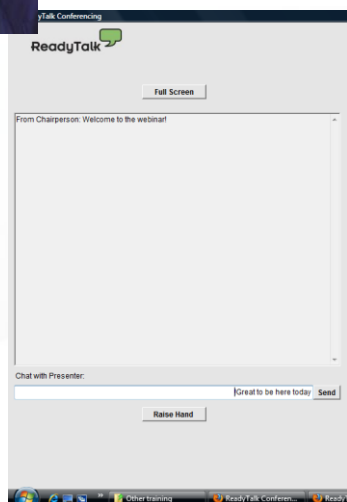 yTalk Conferencing
ReadyTalk
Full Screen
From Chairperson: Welcome to the webinar!
Chat with Presenter:
Great to be here today Send
Raise Hand
Other training ReadyTalk Conferen... Ready